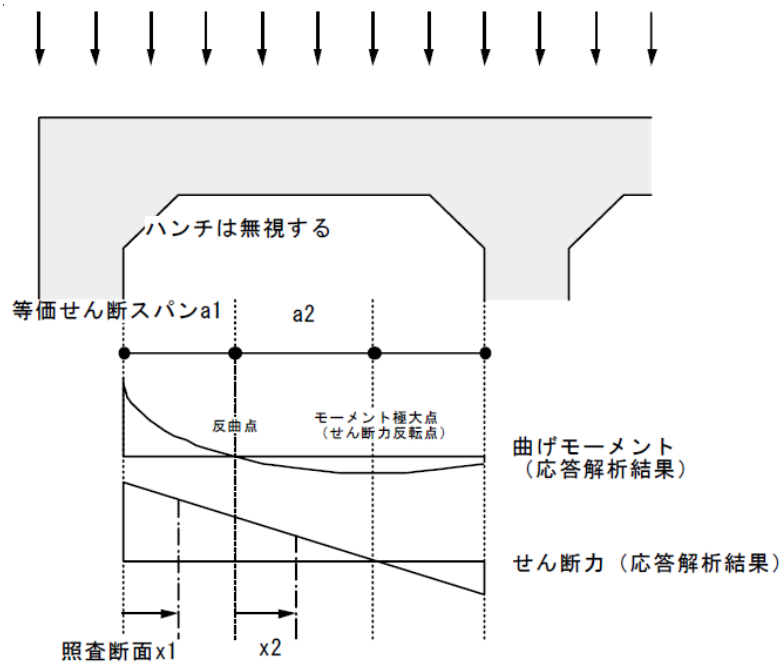 ハンチは無視する
等価せん断スパンa1
a2
反曲点
モーメント極大点
（せん断力反転点）
曲げモーメント
（応答解析結果）
せん断力（応答解析結果）
照査断面x1
x2